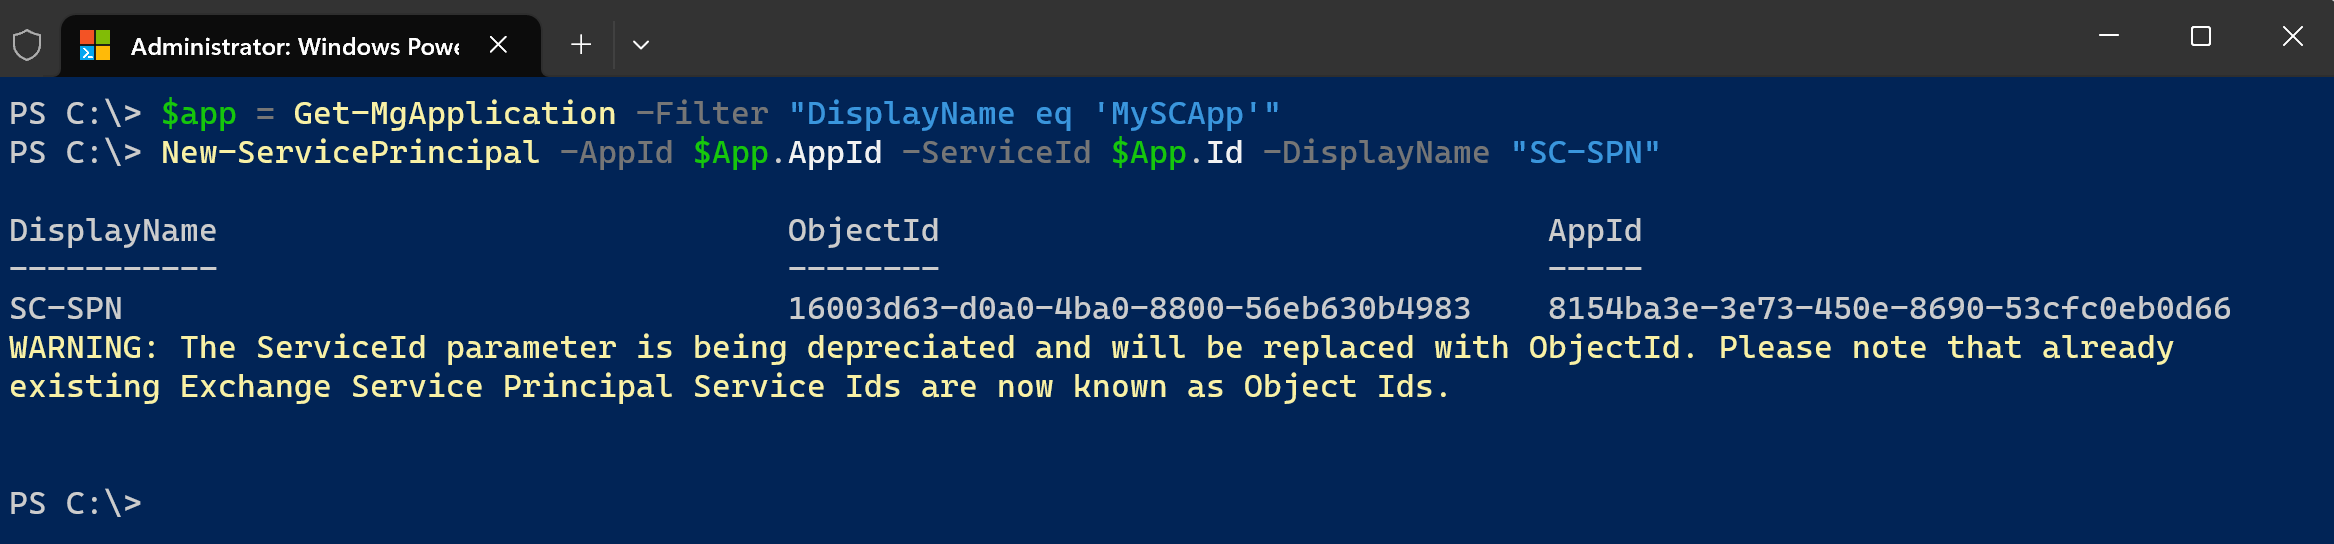 Administrator: Windows Powe
PS C:\> $app = Get-MgApplication -Filter "DisplayName eq 'MySCApp'"
PS C:\> New-ServicePrincipal -AppId $App.AppId -ServiceId $App.Id -DisplayName "SC-SPN"
DisplayName ObjectId AppId
----------- -------- -----
SC-SPN 16003d63-d0a0-4ba0-8800-56eb630b4983 8154ba3e-3e73-450e-8690-53cfc0eb0d66
WARNING: The ServiceId parameter is being depreciated and will be replaced with ObjectId. Please note that already
existing Exchange Service Principal Service Ids are now known as Object Ids.
PS C:\>